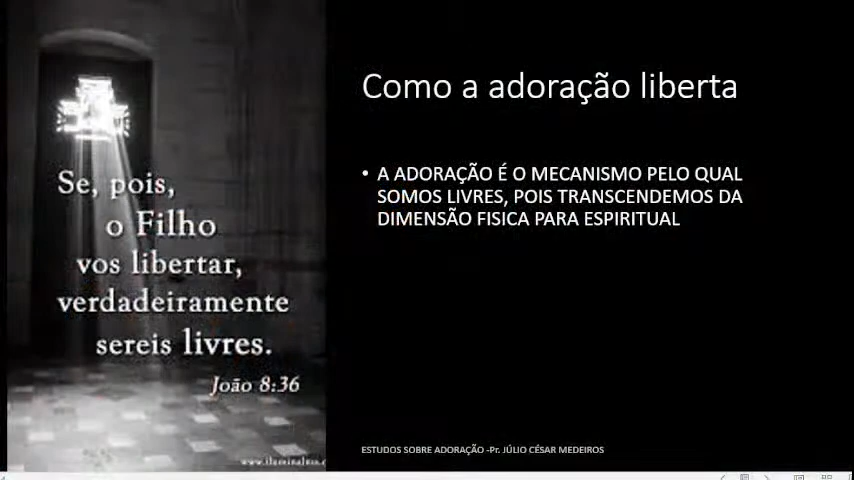 Se, pois,
o Filho
vos libertar,
verdadeiramente
sereis livres.
João 8:36
Como a adoração liberta
• A ADORAÇÃO É O MECANISMO PELO QUAL
SOMOS LIVRES, POIS TRANSCENDEMOS DA
DIMENSÃO FISICA PARA ESPIRITUAL
ESTUDOS SOBRE ADORAÇÃO -Pr. JÚLIO CÉSAR MEDEIROS